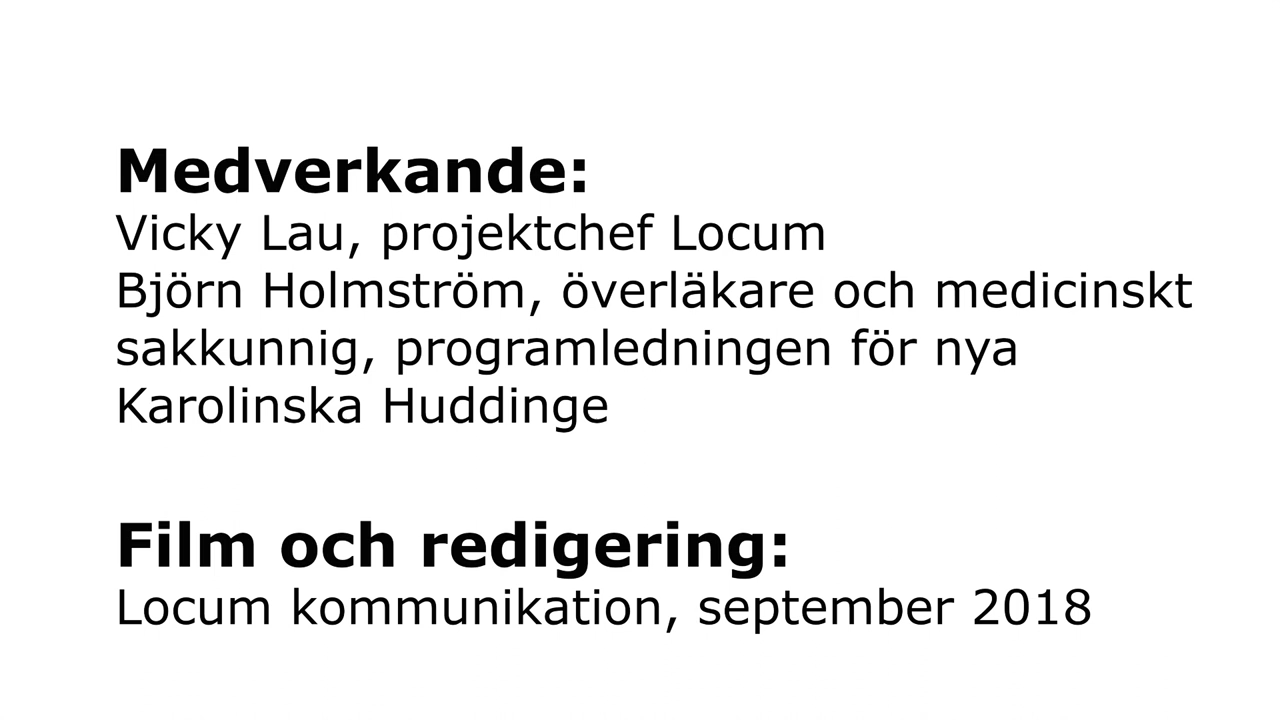 Medverkande:
Vicky Lau, projektchef Locum
Björn Holmström, överläkare och medicinskt
sakkunnig, programledningen för nya
Karolinska Huddinge
Film och redigering:
Locum kommunikation, september 2018